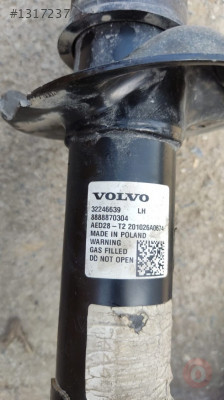 #1317237
VOLVO
32246639 LH
8888870304
AED28-T2 201026A0674
MADE IN POLAND
WARNING
GAS FILLED
DO NOT OPEN